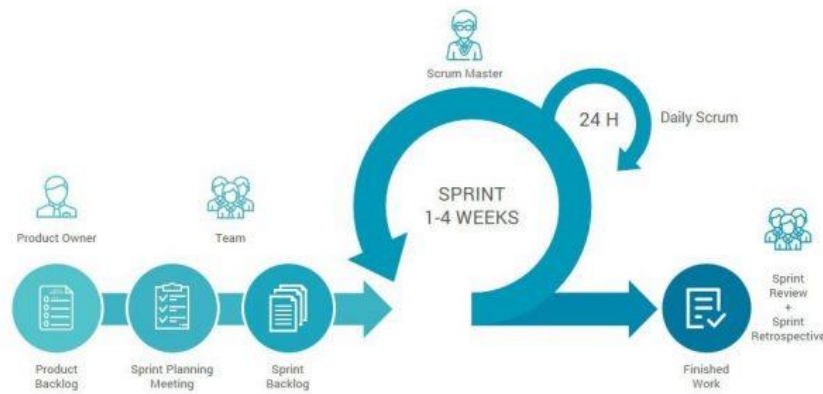 Scrum Master
24 H
Daily Scrum
SPRINT
1-4 WEEKS
Product Owner
Team
Sprint
Review
+
Sprint
Retrospective
Product
Backlog
Sprint Planning
Meeting
Sprint
Backlog
Finished
Work